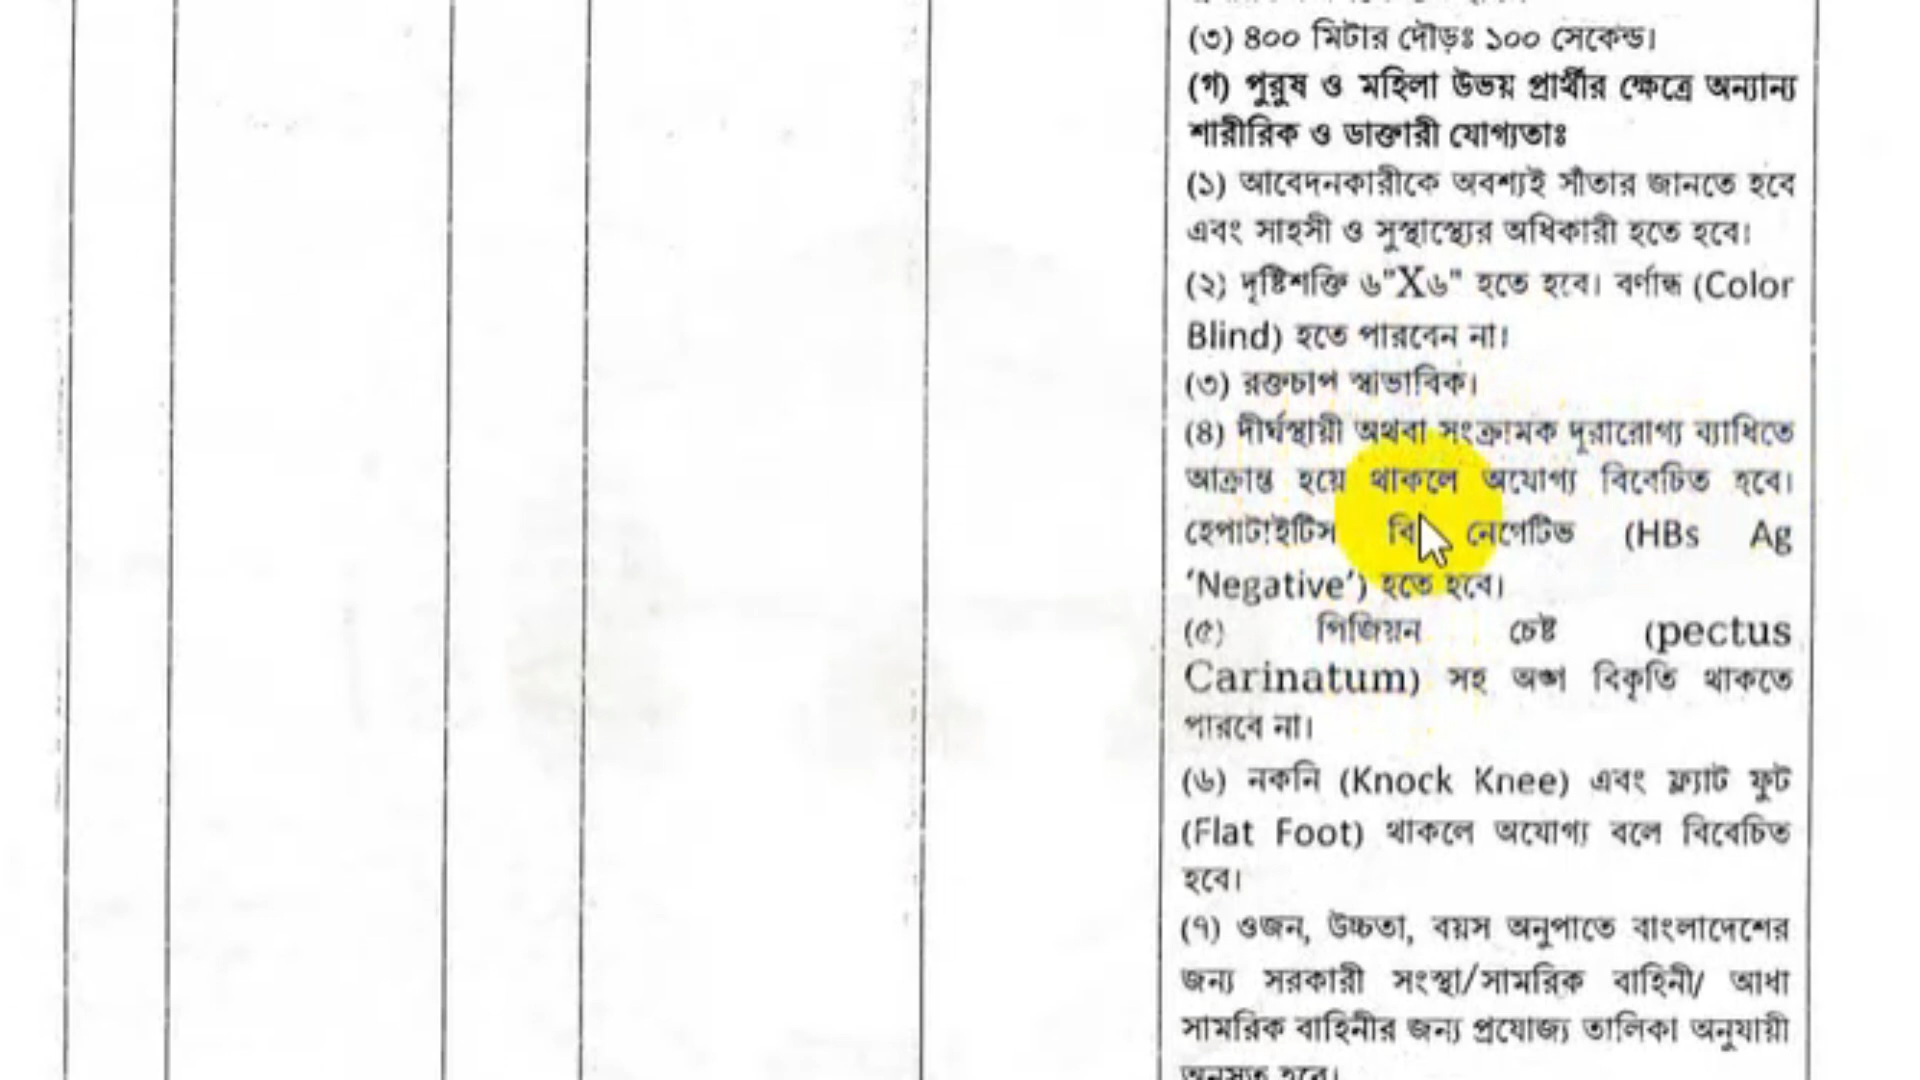 (৩) ৪০০ মিটার দৌড়ঃ ১০০ সেকেন্ড।
(গ) পুরুষ ও মহিলা উভয় প্রার্থীর ক্ষেত্রে অন্যান্য
শারীরিক ও ডাক্তারী যোগ্যতাঃ
(১) আবেদনকারীকে অবশ্যই সাঁতার জানতে হবে
এবং সাহসী ও সুস্থাস্থ্যের অধিকারী হতে হবে।
(২) দৃষ্টিশক্তি ৬"X৬" হতে হবে। বর্ণান্ধ (Color
Blind) হতে পারবেন না।
(৩) রক্তচাপ স্বাভাবিক।
(৪) দীর্ঘস্থায়ী অথবা সংক্রামক দূরারোগ্য ব্যাধিতে
আক্রান্ত হয়ে থাকলে অযোগ্য বিবেচিত হবে।
হেপাটাইটিস বি নেগেটিভ (HBs Ag
‘Negative’) হতে হবে।
(৫) পিজিয়ন চেষ্ট (pectus
Carinatum) সহ অঙ্গ বিকৃতি থাকতে
পারবে না।
(৬) নকনি (Knock Knee) এবং ফ্ল্যাট ফুট
(Flat Foot) থাকলে অযোগ্য বলে বিবেচিত
হবে।
(৭) ওজন, উচ্চতা, বয়স অনুপাতে বাংলাদেশের
জন্য সরকারী সংস্থা/সামরিক বাহিনী/ আধা
সামরিক বাহিনীর জন্য প্রযোজ্য তালিকা অনুযায়ী
হবে।